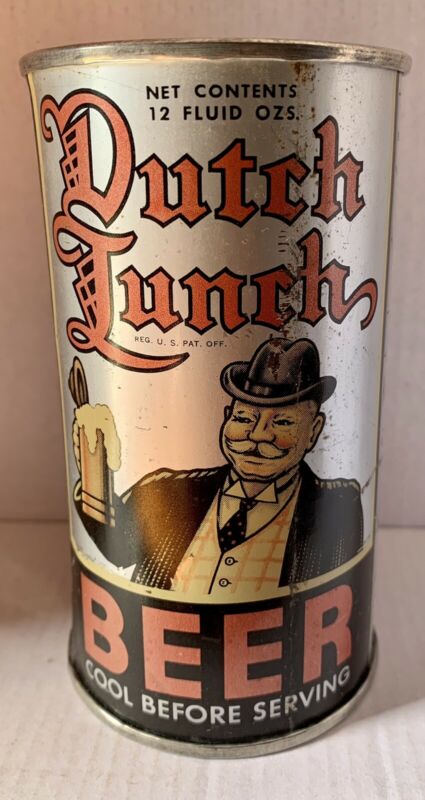 NET CONTENTS
12 FLUID OZS.
Dutch
Lunch
REG. U. S. PAT. OFF.
BEER
COOL BEFORE SERVING